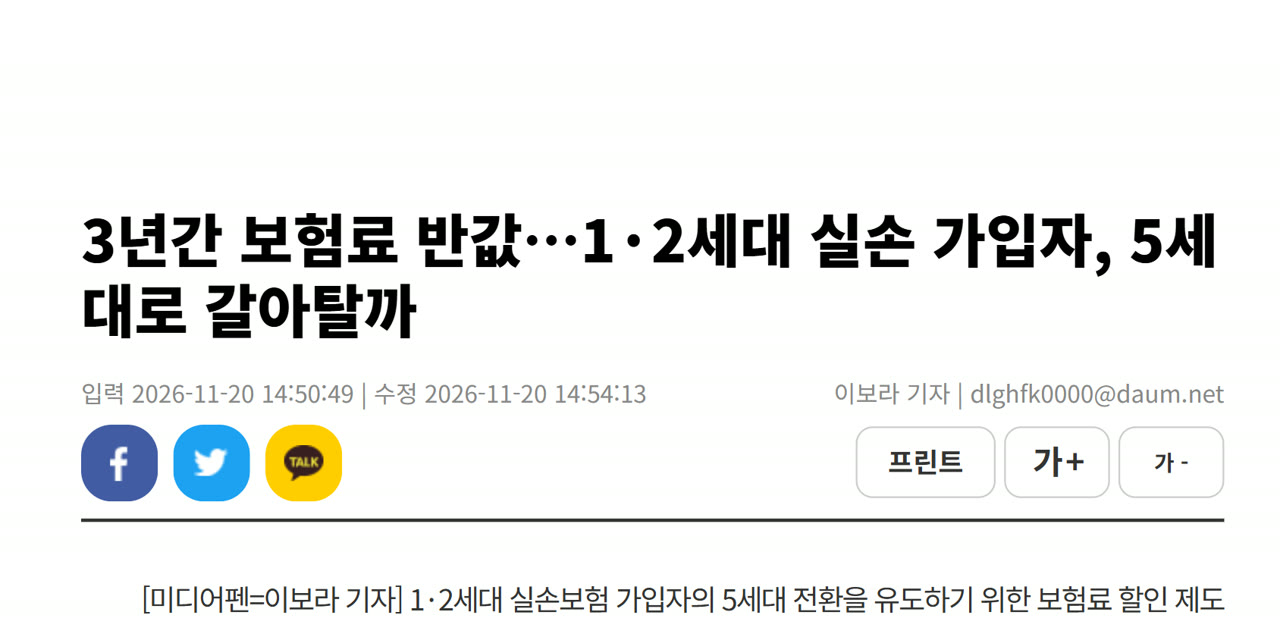 3년간 보험료 반값…1·2세대 실손 가입자, 5세
대로 갈아탈까
입력 2026-11-20 14:50:49 | 수정 2026-11-20 14:54:13
이보라 기자 | dlghfk0000@daum.net
f
TALK
프린트
가+
가 -
[미디어펜=이보라 기자] 1·2세대 실손보험 가입자의 5세대 전환을 유도하기 위한 보험료 할인 제도